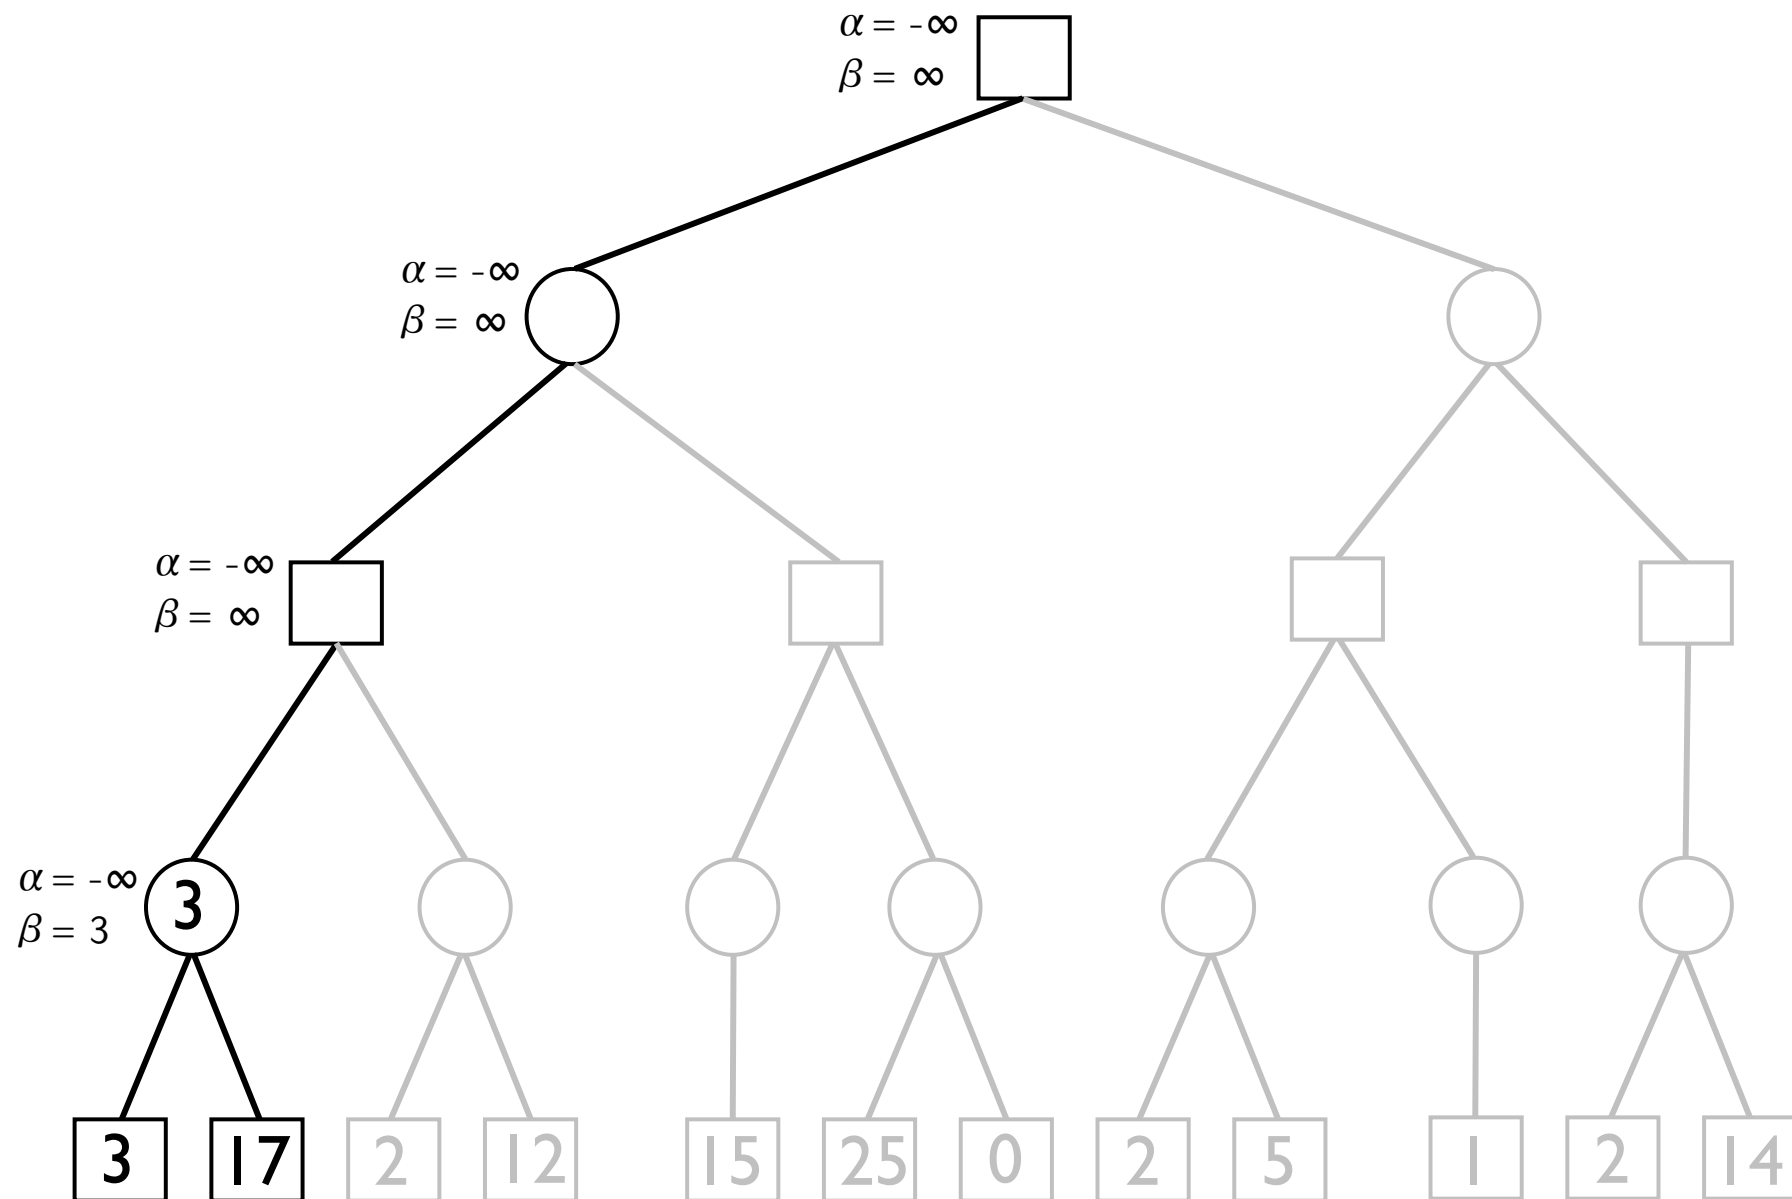 α = -∞
β = ∞
α = -∞
β = ∞
α = -∞
β = ∞
α = -∞
β = 3
3
3 17 2 12 15 25 0 2 5 1 2 14